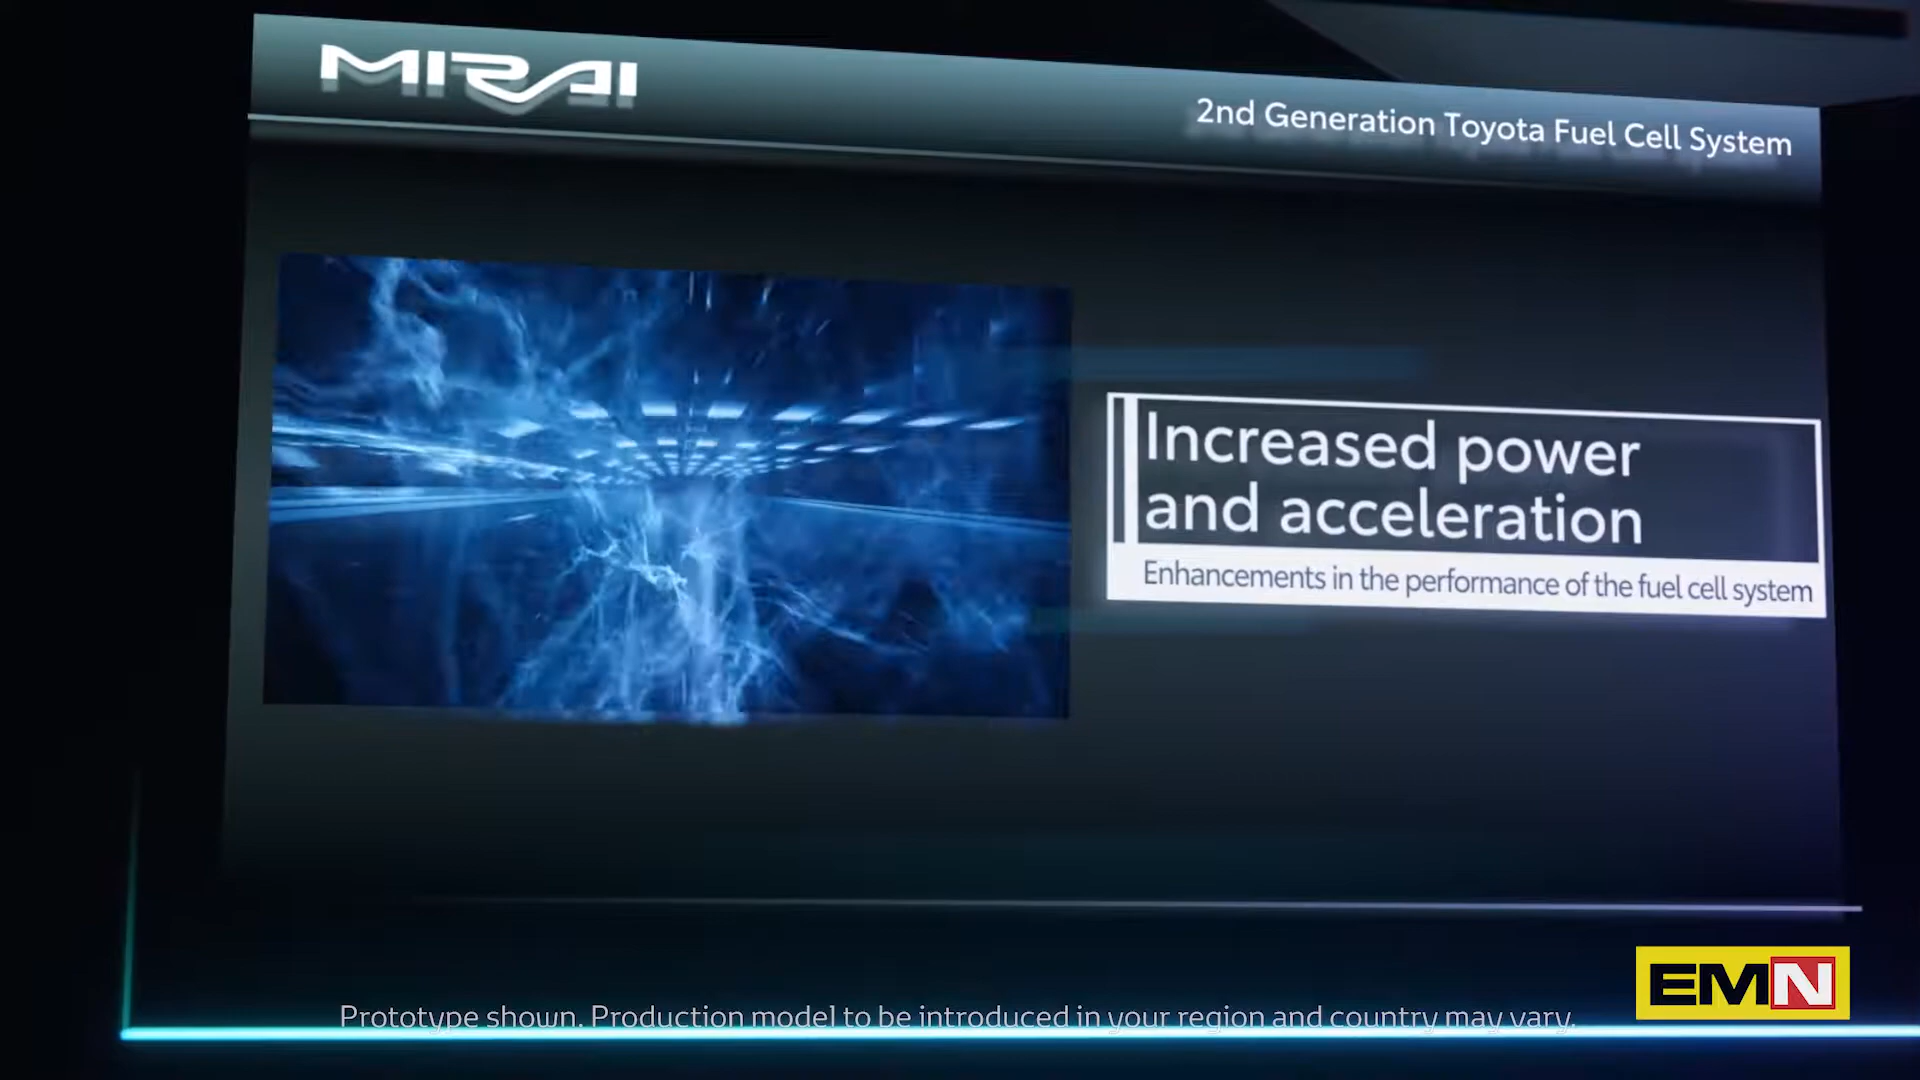 MIRAI
2nd Generation Toyota Fuel Cell System
Increased power
and acceleration
Enhancements in the performance of the fuel cell system
Prototype shown. Production model to be introduced in your region and country may vary.
EMN